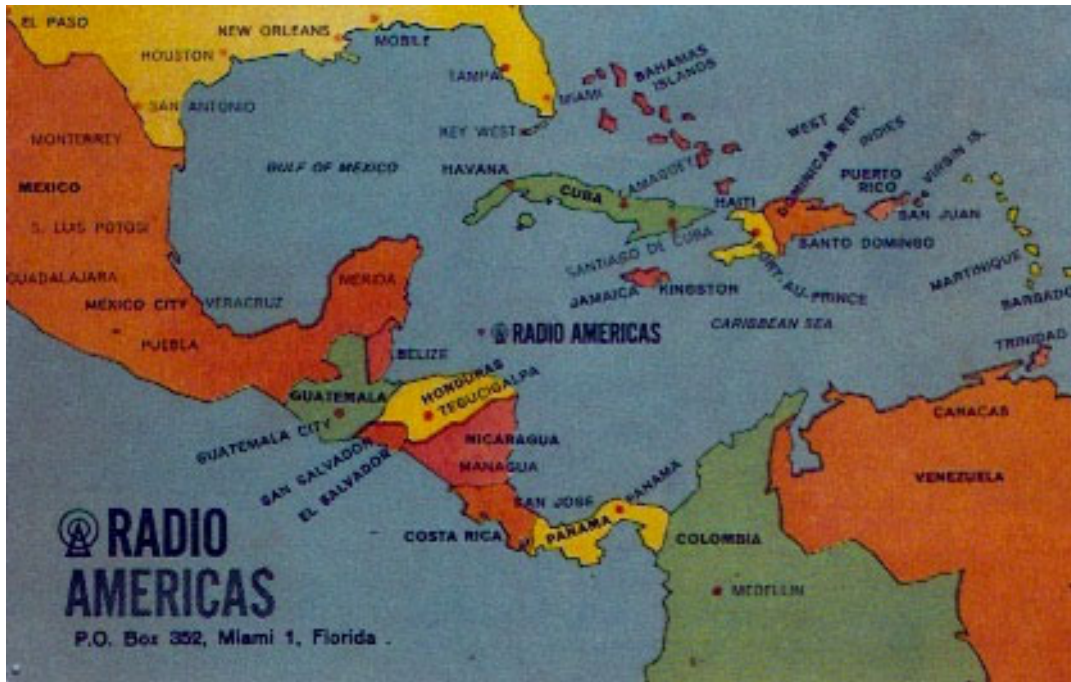 EL PASO
NEW ORLEANS
MOBILE
HOUSTON
TAMPA
BAHAMAS
ISLANDS
MIAMI
SAN ANTONIO
KEY WEST
MONTERREY
GULF OF MEXICO
WEST INDIES
HAVANA
DOMINICAN REP.
VIRGIN IS.
MEXICO
CUBA
CAMAGUEY
HAITI
PUERTO
RICO
SAN JUAN
S. LUIS POTOSI
SANTIAGO DE CUBA
SANTO DOMINGO
GUADALAJARA
MERIDA
MARTINIQUE
MEXICO CITY
VERACRUZ
JAMAICA
KINGSTON
PORT-AU-PRINCE
BARBADO
CARIBBEAN SEA
PUEBLA
RADIO AMERICAS
TRINIDAD
BELIZE
GUATEMALA
HONDURAS
TEGUCIGALPA
CARACAS
GUATEMALA CITY
NICARAGUA
SAN SALVADOR
MANAGUA
VENEZUELA
EL SALVADOR
SAN JOSE
PANAMA
COSTA RICA
PANAMA
COLOMBIA
MEDELLIN
RADIO
AMERICAS
P.O. Box 352, Miami 1, Florida .